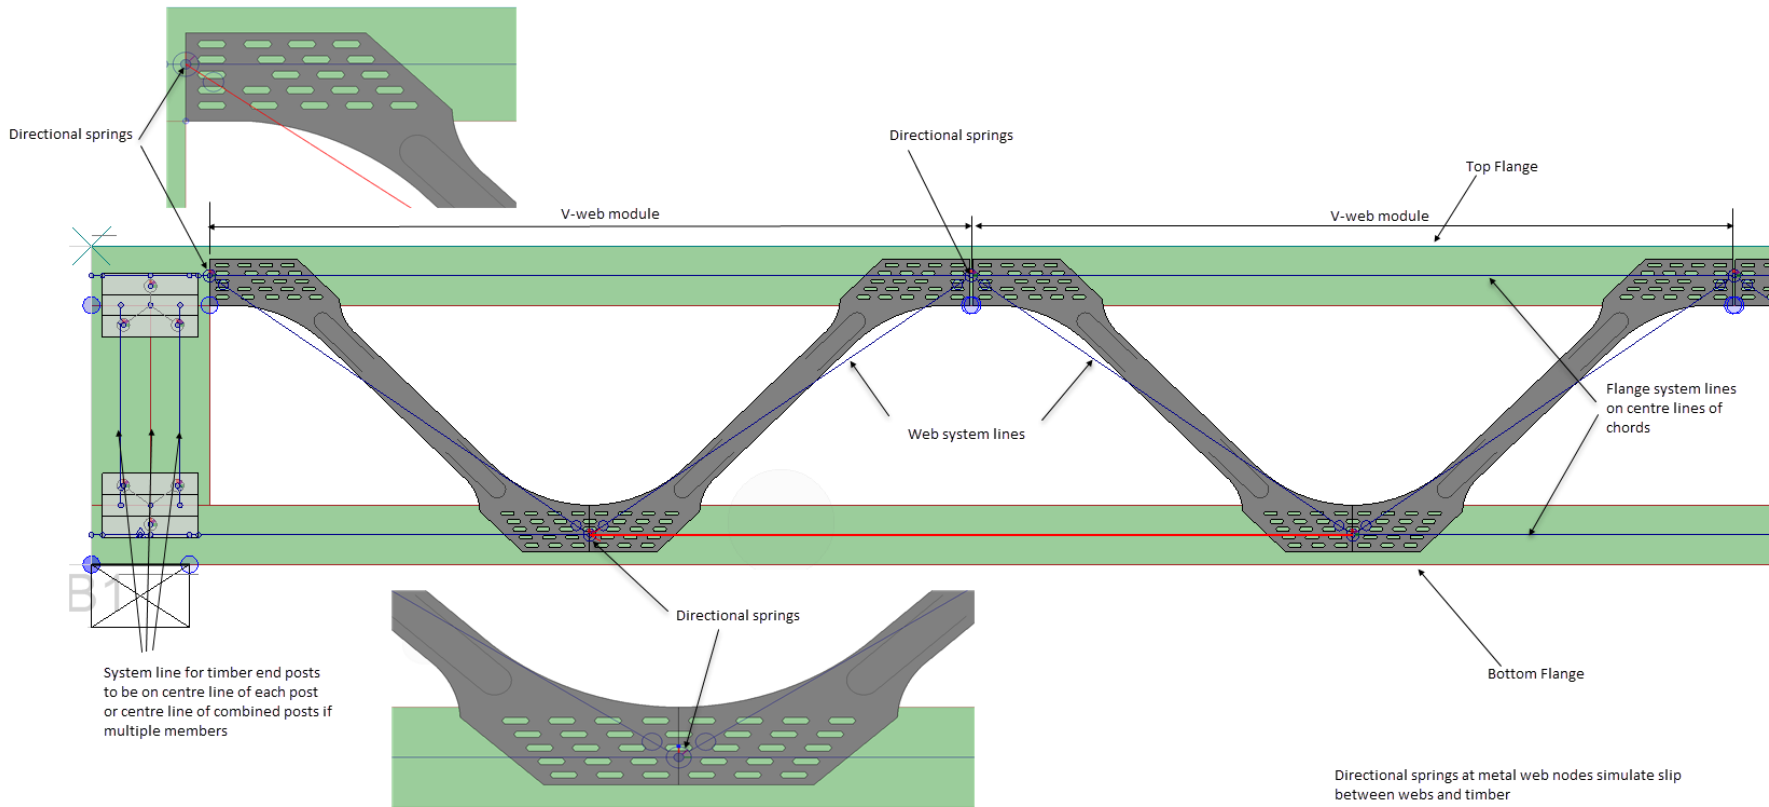 Directional springs
Directional springs
Top Flange
V-web module
V-web module
Flange system lines
on centre lines of
chords
Web system lines
B1
Directional springs
System line for timber end posts
to be on centre line of each post
or centre line of combined posts if
multiple members
Bottom Flange
Directional springs at metal web nodes simulate slip
between webs and timber